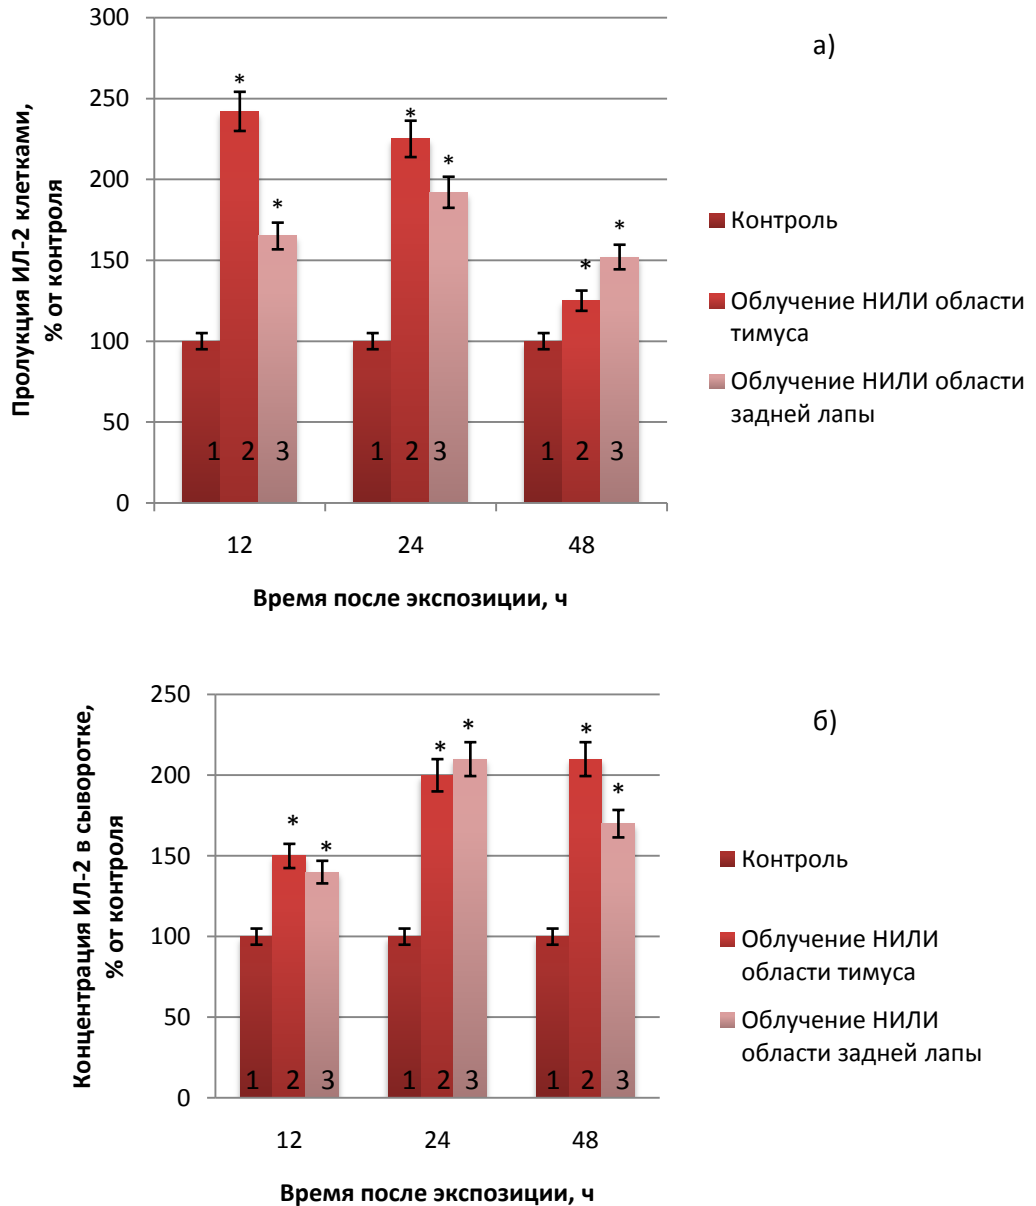 а)
Пролукция ИЛ-2 клетками,
% от контроля
300
250
200
150
100
50
0
*
*
*
*
*
*
1 2 3
1 2 3
1 2 3
12
24
48
Время после экспозиции, ч
Контроль
Облучение НИЛИ области
тимуса
Облучение НИЛИ области
задней лапы
б)
Концентрация ИЛ-2 в сыворотке,
% от контроля
250
200
150
100
50
0
*
*
*
*
*
*
1 2 3
1 2 3
1 2 3
12
24
48
Время после экспозиции, ч
Контроль
Облучение НИЛИ
области тимуса
Облучение НИЛИ
области задней лапы